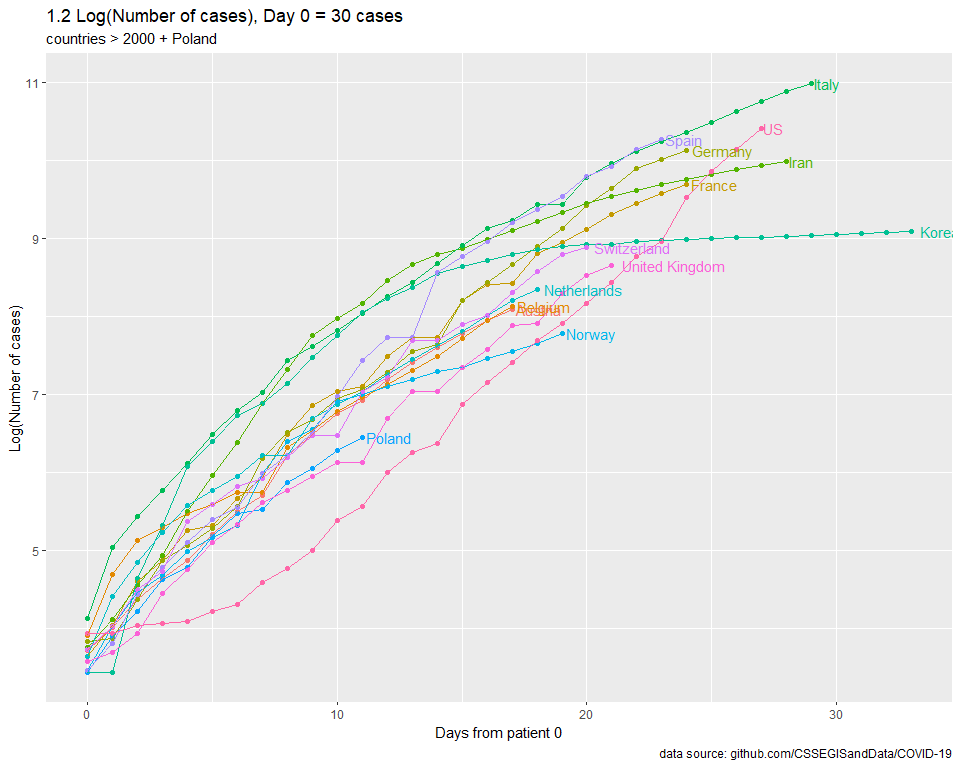 1.2 Log(Number of cases), Day 0 = 30 cases
countries > 2000 + Poland
11
9
7
5
Log(Number of cases)
Italy
US
Spain
Germany
Iran
France
Korea
Switzerland
United Kingdom
Netherlands
Belgium
Austria
Norway
Poland
0
10
20
30
Days from patient 0
data source: github.com/CSSEGISandData/COVID-19